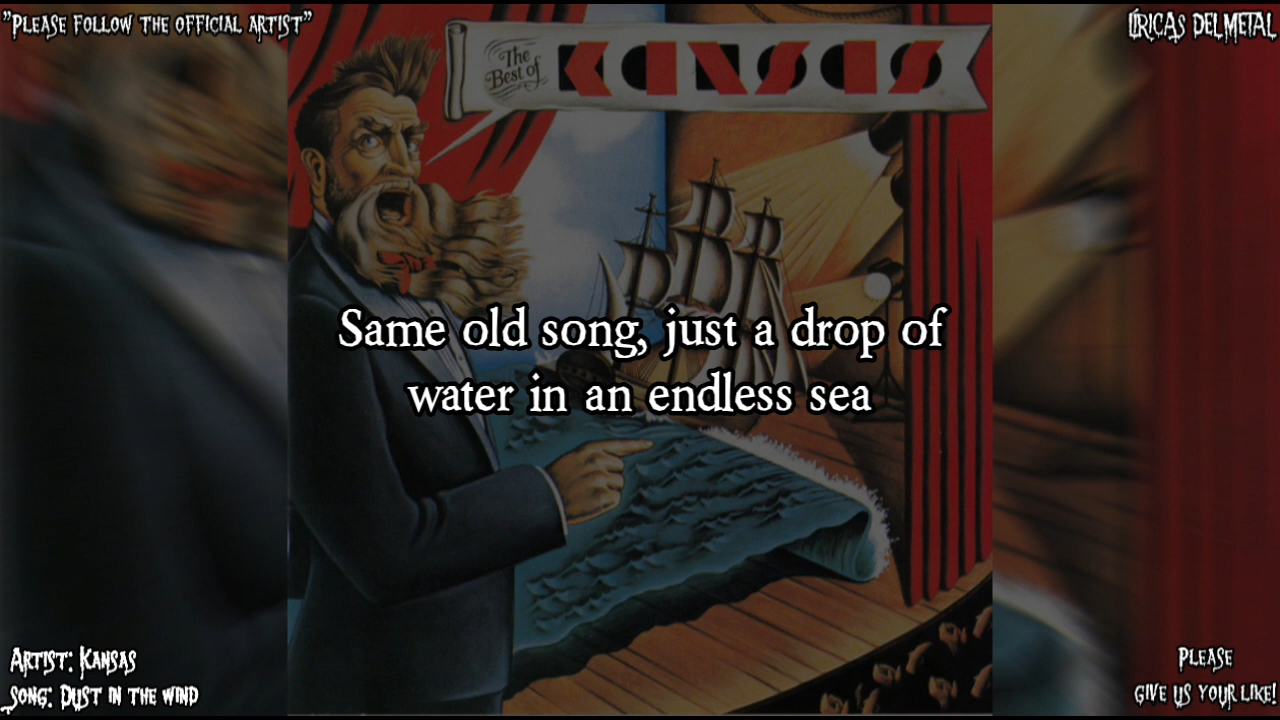 "PLEASE FOLLOW THE OFFICIAL ARTIST"
LÍRICAS DEL METAL
The
Best of
KANSAS
Same old song, just a drop of
water in an endless sea
ARTIST: KANSAS
SONG: DUST IN THE WIND
PLEASE
GIVE US YOUR LIKE!